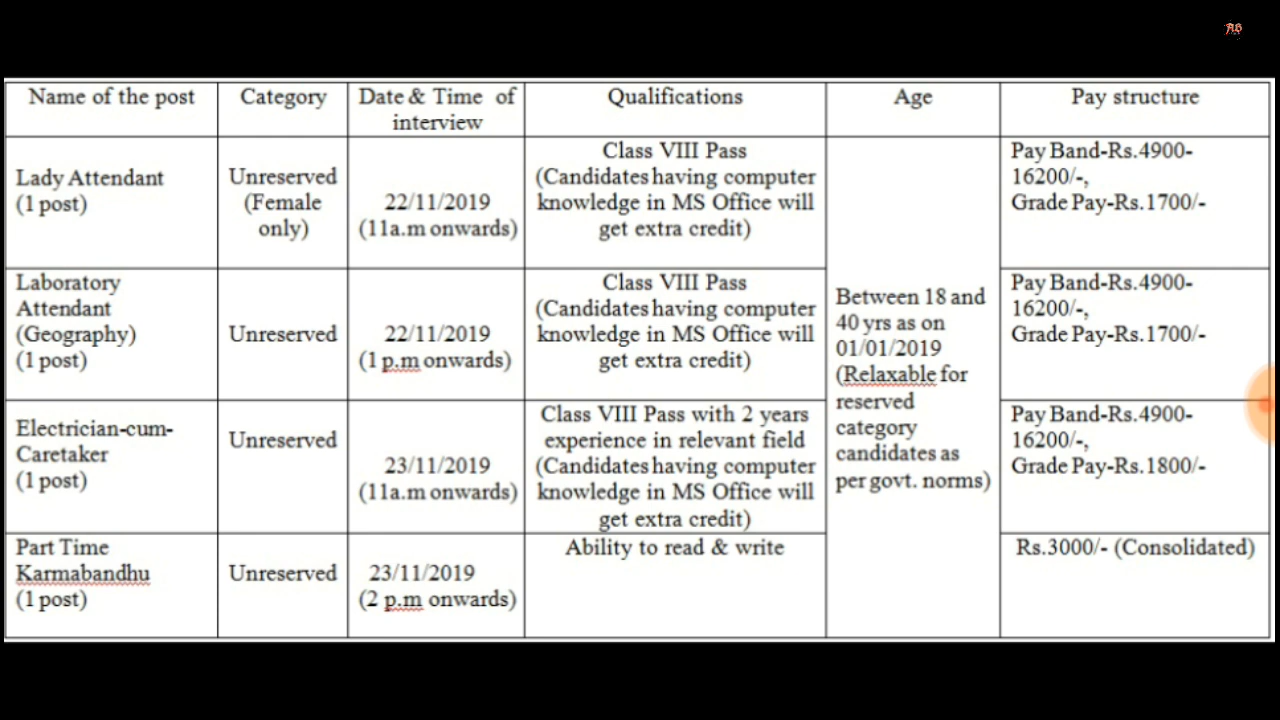 AB
Name of the post
Category
Date & Time of
interview
Qualifications
Age
Pay structure
Lady Attendant
(1 post)
Unreserved
(Female
only)
22/11/2019
(11a.m onwards)
Class VIII Pass
(Candidates having computer
knowledge in MS Office will
get extra credit)
Between 18 and
40 yrs as on
01/01/2019
(Relaxable for
reserved
category
candidates as
per govt. norms)
Pay Band-Rs.4900-
16200/-,
Grade Pay-Rs.1700/-
Laboratory
Attendant
(Geography)
(1 post)
Unreserved
22/11/2019
(1 p.m onwards)
Class VIII Pass
(Candidates having computer
knowledge in MS Office will
get extra credit)
Pay Band-Rs.4900-
16200/-,
Grade Pay-Rs.1700/-
Electrician-cum-
Caretaker
(1 post)
Unreserved
23/11/2019
(11a.m onwards)
Class VIII Pass with 2 years
experience in relevant field
(Candidates having computer
knowledge in MS Office will
get extra credit)
Pay Band-Rs.4900-
16200/-,
Grade Pay-Rs.1800/-
Part Time
Karmabandhu
(1 post)
Unreserved
23/11/2019
(2 p.m onwards)
Ability to read & write
Rs.3000/- (Consolidated)